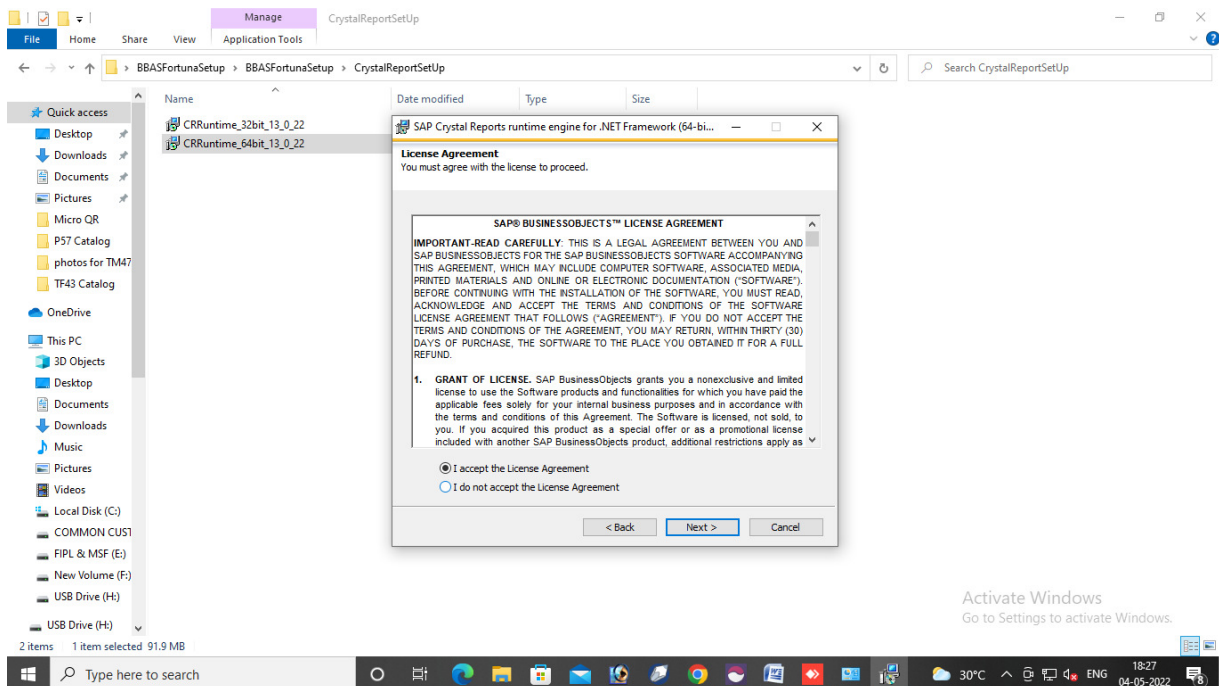 Manage
CrystalReportSetUp
File
Home
Share
View
Application Tools
BBASFortunaSetup > BBASFortunaSetup > CrystalReportSetUp
Search CrystalReportSetUp
Name
Date modified
Type
Size
CRRuntime_32bit_13_0_22
CRRuntime_64bit_13_0_22
Quick access
Desktop
Downloads
Documents
Pictures
Micro QR
P57 Catalog
photos for TM47
TF43 Catalog
OneDrive
This PC
3D Objects
Desktop
Documents
Downloads
Music
Pictures
Videos
Local Disk (C:)
COMMON CUST
FIPL & MSF (E:)
New Volume (F:)
USB Drive (H:)
USB Drive (H:)
SAP Crystal Reports runtime engine for .NET Framework (64-bi...
License Agreement
You must agree with the license to proceed.
SAP® BUSINESSOBJECTS™ LICENSE AGREEMENT
IMPORTANT-READ CAREFULLY: THIS IS A LEGAL AGREEMENT BETWEEN YOU AND
SAP BUSINESSOBJECTS FOR THE SAP BUSINESSOBJECTS SOFTWARE ACCOMPANYING
THIS AGREEMENT, WHICH MAY INCLUDE COMPUTER SOFTWARE, ASSOCIATED MEDIA,
PRINTED MATERIALS AND ONLINE OR ELECTRONIC DOCUMENTATION ("SOFTWARE").
BEFORE CONTINUING WITH THE INSTALLATION OF THE SOFTWARE, YOU MUST READ,
ACKNOWLEDGE AND ACCEPT THE TERMS AND CONDITIONS OF THE SOFTWARE
LICENSE AGREEMENT THAT FOLLOWS ("AGREEMENT"). IF YOU DO NOT ACCEPT THE
TERMS AND CONDITIONS OF THE AGREEMENT, YOU MAY RETURN, WITHIN THIRTY (30)
DAYS OF PURCHASE, THE SOFTWARE TO THE PLACE YOU OBTAINED IT FOR A FULL
REFUND.
1. GRANT OF LICENSE. SAP BusinessObjects grants you a nonexclusive and limited
license to use the Software products and functionalities for which you have paid the
applicable fees solely for your internal business purposes and in accordance with
the terms and conditions of this Agreement. The Software is licensed, not sold, to
you. If you acquired this product as a special offer or as a promotional license
included with another SAP BusinessObjects product, additional restrictions apply as
I accept the License Agreement
I do not accept the License Agreement
< Back
Next >
Cancel
Activate Windows
Go to Settings to activate Windows.
2 items 1 item selected 91.9 MB
Type here to search
30°C
ENG
18:27
04-05-2022
8